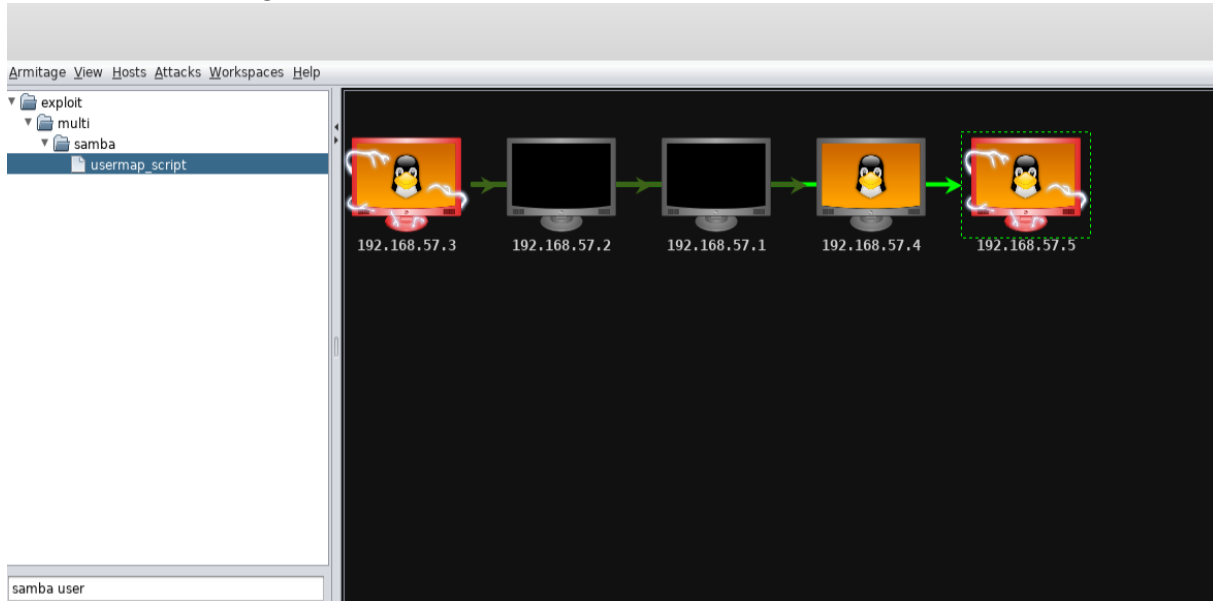 Armitage View Hosts Attacks Workspaces Help
exploit
multi
samba
usermap_script
192.168.57.3 192.168.57.2 192.168.57.1 192.168.57.4 192.168.57.5
samba user